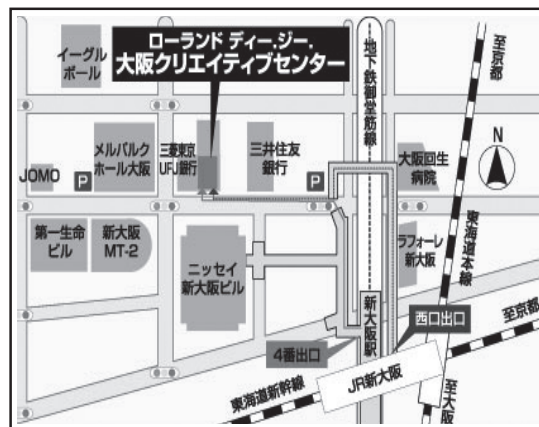 イーグル
ボール
ローランド ディー.ジー.
大阪クリエイティブセンター
地下鉄御堂筋線
至京都
N
JOMO
P
メルパルク
ホール大阪
三菱東京
UFJ銀行
三井住友
銀行
P
大阪回生
病院
東海道本線
第一生命
ビル
新大阪
MT-2
ニッセイ
新大阪ビル
ラフォーレ
新大阪
新大阪駅
西口出口
4番出口
至京都
東海道新幹線
JR新大阪
至大阪